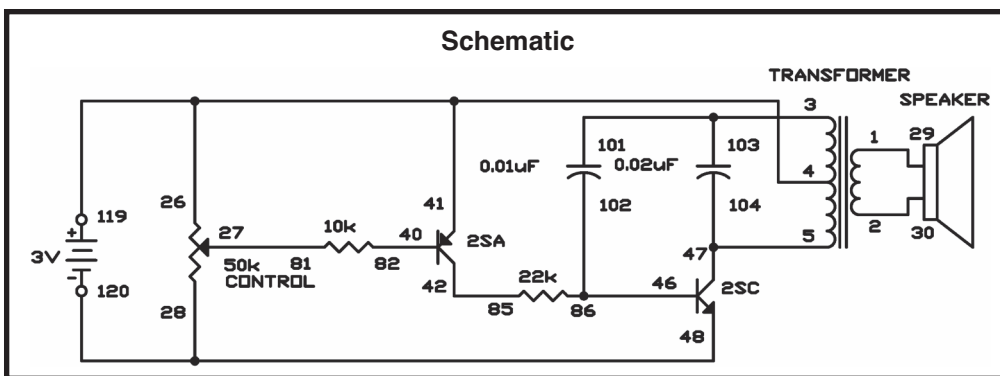 Schematic
TRANSFORMER
SPEAKER
3
1
29
101
103
0.01uF
0.02uF
4
26
41
102
104
2
30
119
+
27
10k
40
2SA
5
3V
50k
81
82
47
CONTROL
42
22k
46
2SC
-
120
28
85
86
48